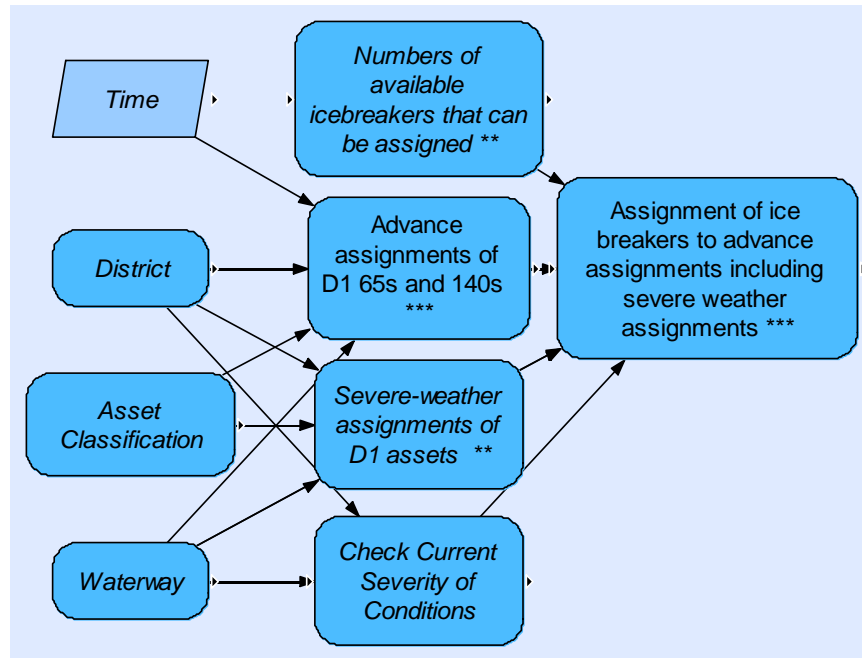 Time
Numbers of
available
icebreakers that can
be assigned **
District
Advance
assignments of
D1 65s and 140s
***
Assignment of ice
breakers to advance
assignments including
severe weather
assignments ***
Asset
Classification
Severe-weather
assignments of
D1 assets **
Waterway
Check Current
Severity of
Conditions